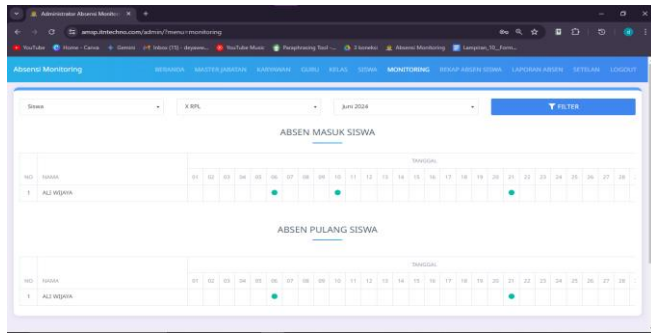 Administrator Absensi Monitor
amsp.tintechno.com/admin/?menu=monitoring
YouTube Home - Canva Gemini YouTube Music Paraphrasing Tool -... Absensi Monitoring Lampiran_10__Form...
Absensi Monitoring BERANDA MASTER JABATAN KARYAWAN GURU KELAS SISWA MONITORING REKAP ABSEN SISWA LAPORAN ABSEN SETELAN LOGOUT
Siswa X RPL Juni 2024 FILTER
ABSEN MASUK SISWA
TANGGAL
NO NAMA 01 02 03 04 05 06 07 08 09 10 11 12 13 14 15 16 17 18 19 20 21 22 23 24 25 26 27 28
1 ALI WIJAYA
ABSEN PULANG SISWA
TANGGAL
NO NAMA 01 02 03 04 05 06 07 08 09 10 11 12 13 14 15 16 17 18 19 20 21 22 23 24 25 26 27 28
1 ALI WIJAYA